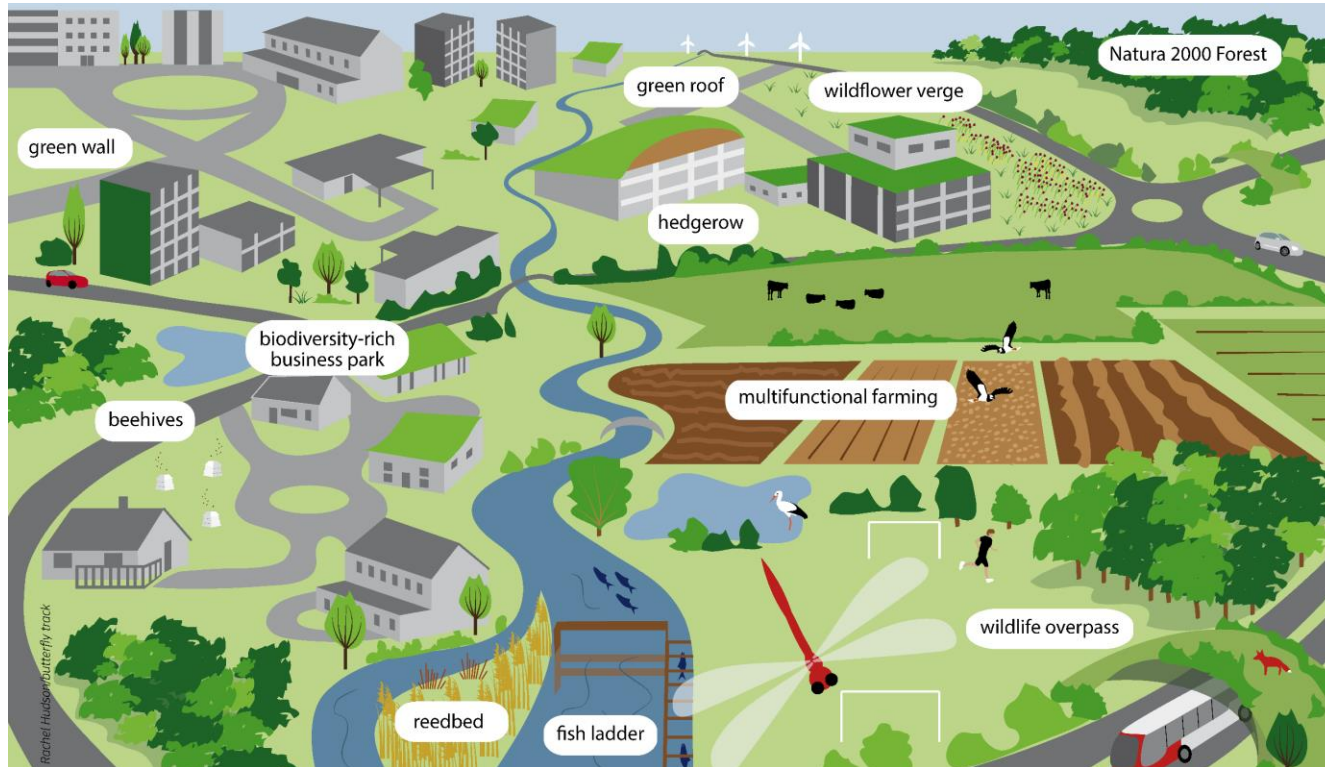 Natura 2000 Forest
green roof
wildflower verge
green wall
hedgerow
biodiversity-rich
business park
multifunctional farming
beehives
wildlife overpass
reedbed
fish ladder
Rachel Hudson/butterfly track